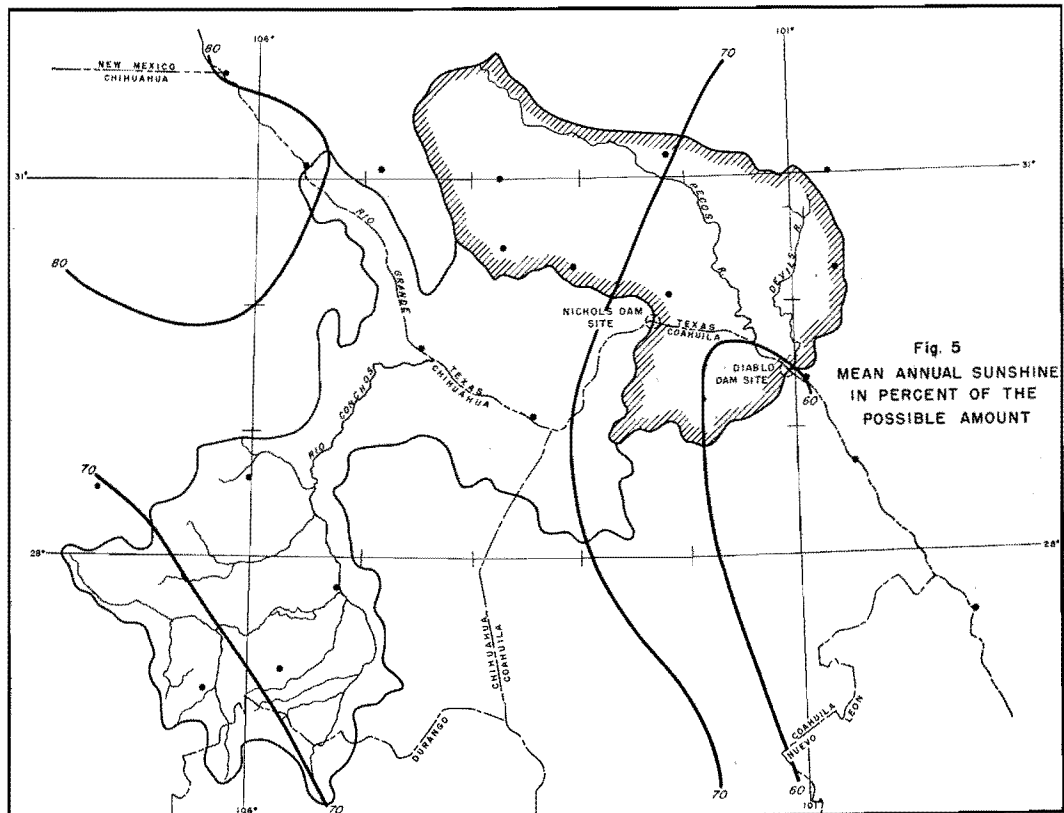 106°
101°
80
70
NEW MEXICO
CHIHUAHUA
31°
31°
RIO
GRANDE
PECOS
R.
DEVILS R.
80
NICHOLS DAM
SITE
TEXAS
COAHUILA
DIABLO
DAM SITE
60
Fig. 5
MEAN ANNUAL SUNSHINE
IN PERCENT OF THE
POSSIBLE AMOUNT
TEXAS
CHIHUAHUA
RIO CONCHOS
70
28°
28°
CHIHUAHUA
COAHUILA
DURANGO
COAHUILA
NUEVO LEON
106°
70
70
60
101°